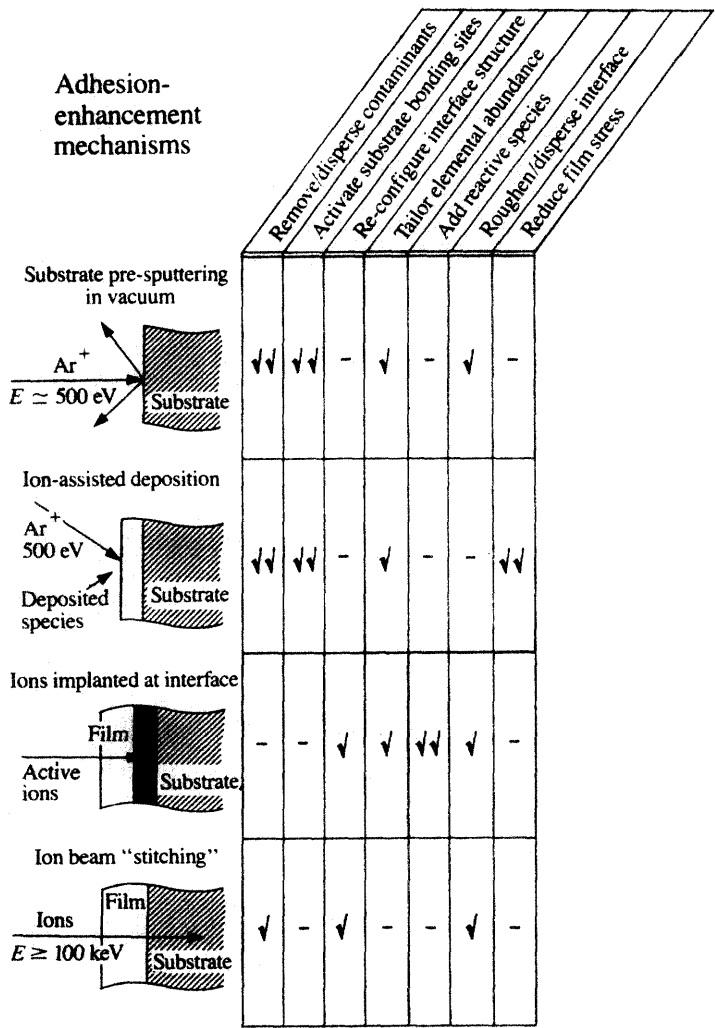 Adhesion-
enhancement
mechanisms
Remove/disperse contaminants
Activate substrate bonding sites
Re-configure interface structure
Tailor elemental abundance
Add reactive species
Roughen/disperse interface
Reduce film stress
Substrate pre-sputtering
in vacuum
Ar+
E ≃ 500 eV
Substrate
√√ √√ – √ – √ –
Ion-assisted deposition
Ar+
500 eV
Deposited
species
Substrate
√√ √√ – √ – – √√
Ions implanted at interface
Film
Active
ions
Substrate
– – √ √ √√ √ –
Ion beam “stitching”
Film
Ions
E ≥ 100 keV
Substrate
√ – √ – – √ –